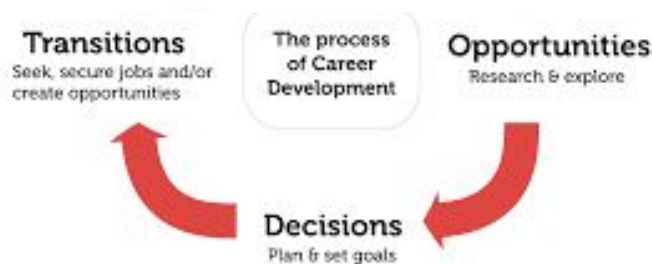 Transitions
Seek, secure jobs and/or
create opportunities
The process
of Career
Development
Opportunities
Research & explore
Decisions
Plan & set goals